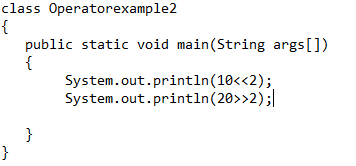 class Operatorexample2
{
public static void main(String args[])
{
System.out.println(10<<2);
System.out.println(20>>2);
}
}